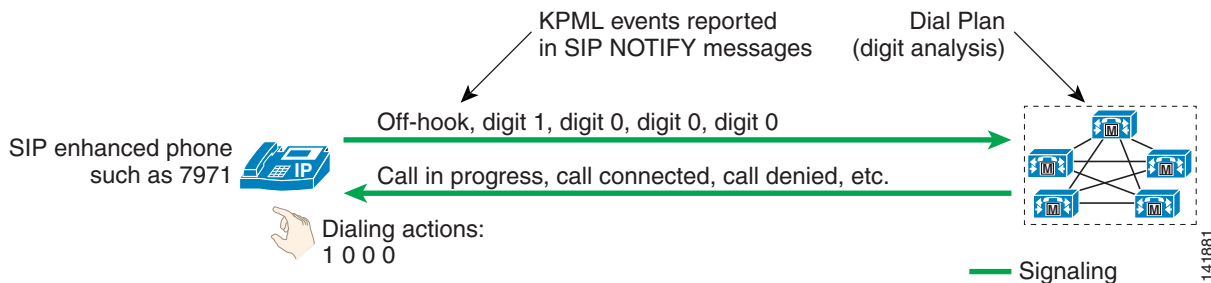 KPML events reported
in SIP NOTIFY messages
Dial Plan
(digit analysis)
Off-hook, digit 1, digit 0, digit 0, digit 0
SIP enhanced phone
such as 7971
IP
Call in progress, call connected, call denied, etc.
M
M
M
M
M
Dialing actions:
1 0 0 0
Signaling
141881